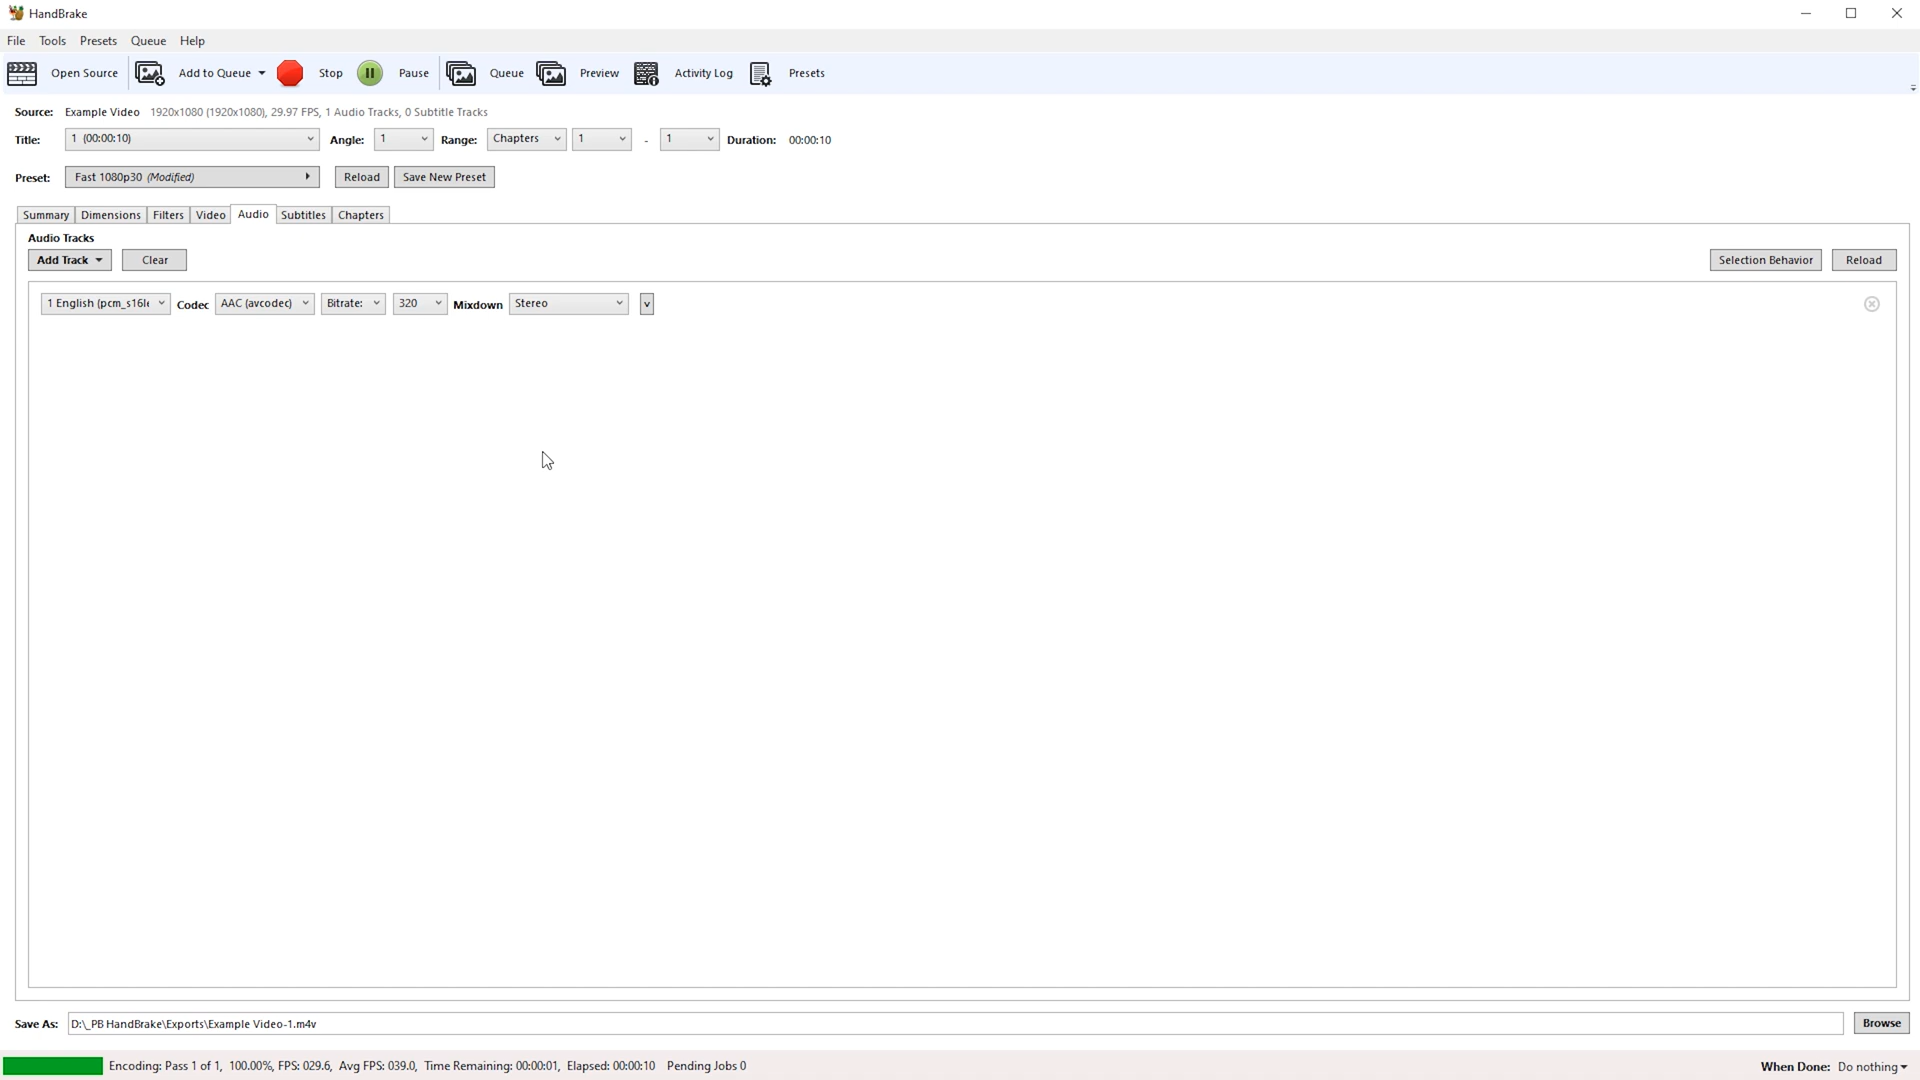 HandBrake
File Tools Presets Queue Help
Open Source Add to Queue Stop Pause Queue Preview Activity Log Presets
Source: Example Video 1920x1080 (1920x1080), 29.97 FPS, 1 Audio Tracks, 0 Subtitle Tracks
Title: 1 (00:00:10) Angle: 1 Range: Chapters 1 - 1 Duration: 00:00:10
Preset: Fast 1080p30 (Modified) Reload Save New Preset
Summary Dimensions Filters Video Audio Subtitles Chapters
Audio Tracks
Add Track Clear Selection Behavior Reload
1 English (pcm_s16le Codec AAC (avcodec) Bitrate: 320 Mixdown Stereo v
Save As: D:\_PB HandBrake\Exports\Example Video-1.m4v Browse
Encoding: Pass 1 of 1, 100.00%, FPS: 029.6, Avg FPS: 039.0, Time Remaining: 00:00:01, Elapsed: 00:00:10 Pending Jobs 0 When Done: Do nothing